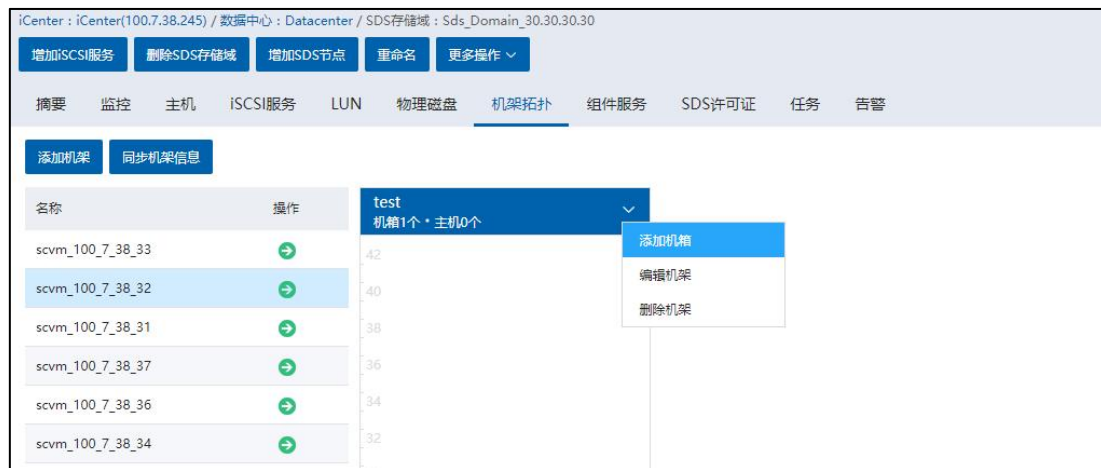 iCenter : iCenter(100.7.38.245) / 数据中心 : Datacenter / SDS存储域 : Sds_Domain_30.30.30.30
增加iSCSI服务 删除SDS存储域 增加SDS节点 重命名 更多操作
摘要 监控 主机 iSCSI服务 LUN 物理磁盘 机架拓扑 组件服务 SDS许可证 任务 告警
添加机架 同步机架信息
名称 操作
scvm_100_7_38_33
scvm_100_7_38_32
scvm_100_7_38_31
scvm_100_7_38_37
scvm_100_7_38_36
scvm_100_7_38_34
test
机箱1个 • 主机0个
42
40
38
36
34
32
添加机箱
编辑机架
删除机架